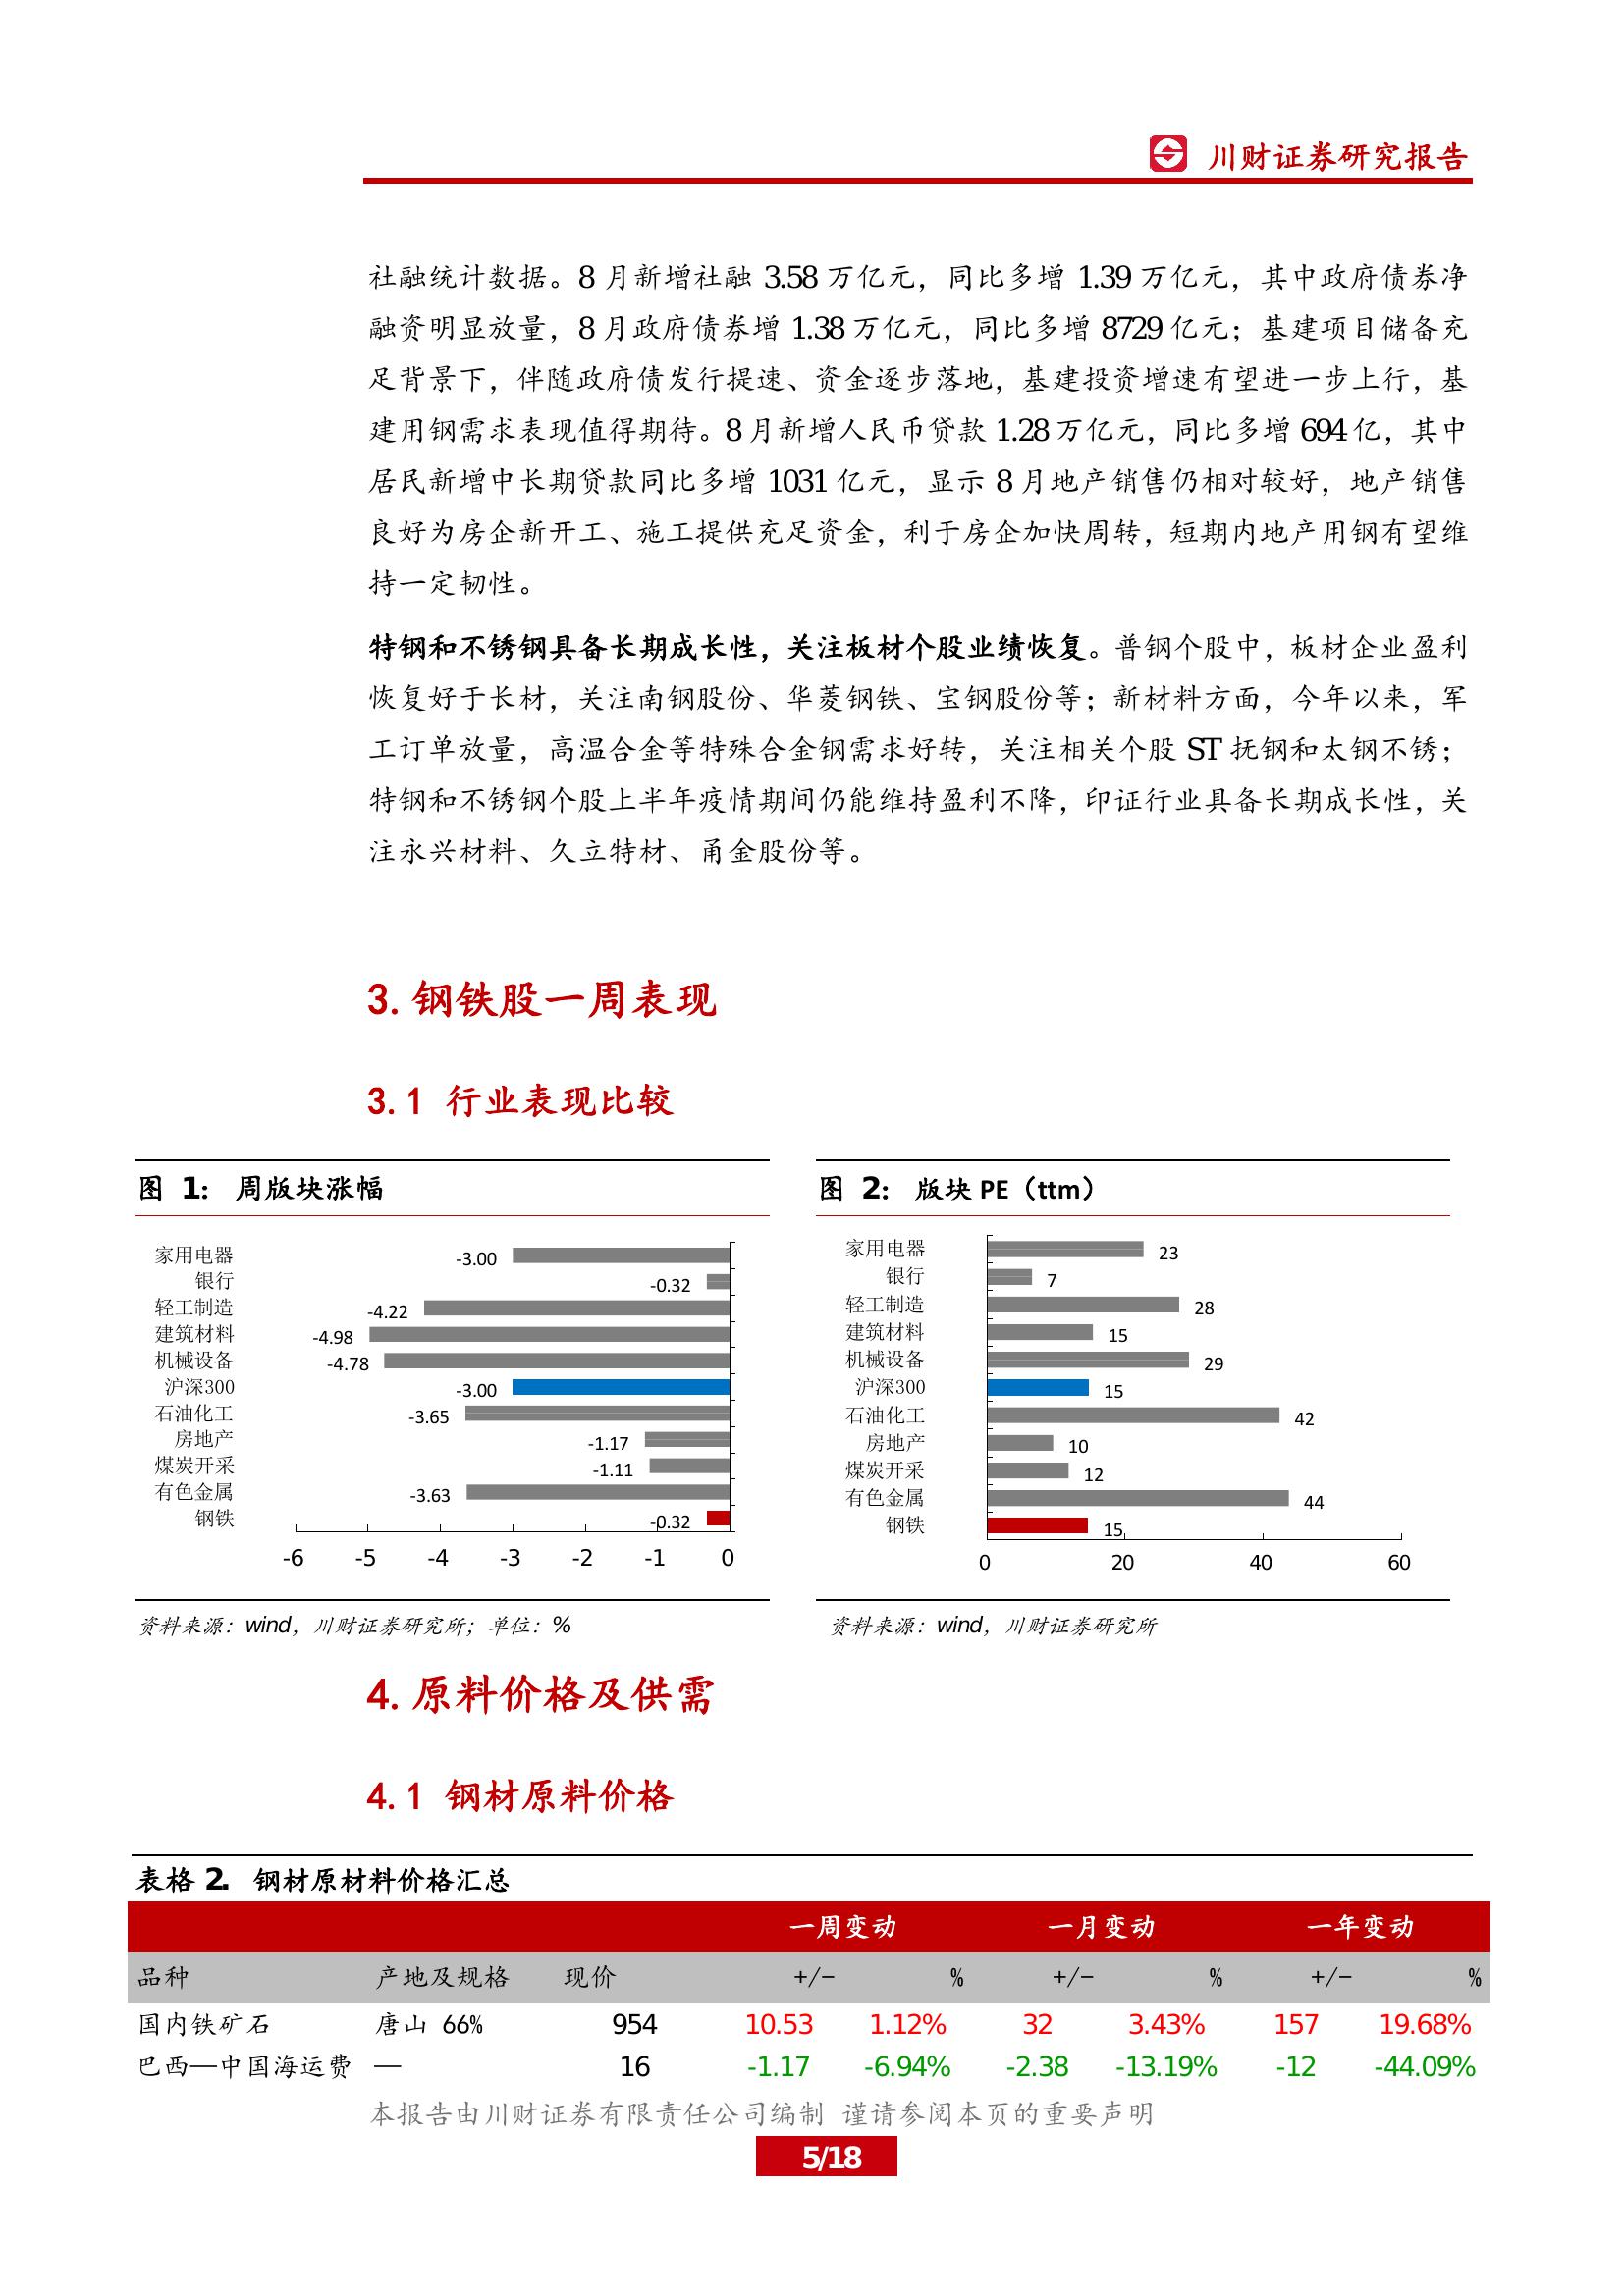 川财证券研究报告
社融统计数据。8 月新增社融 3.58 万亿元，同比多增 1.39 万亿元，其中政府债券净
融资明显放量，8 月政府债券增 1.38 万亿元，同比多增 8729 亿元；基建项目储备充
足背景下，伴随政府债发行提速、资金逐步落地，基建投资增速有望进一步上行，基
建用钢需求表现值得期待。8 月新增人民币贷款 1.28 万亿元，同比多增 694 亿，其中
居民新增中长期贷款同比多增 1031 亿元，显示 8 月地产销售仍相对较好，地产销售
良好为房企新开工、施工提供充足资金，利于房企加快周转，短期内地产用钢有望维
持一定韧性。
特钢和不锈钢具备长期成长性，关注板材个股业绩恢复。普钢个股中，板材企业盈利
恢复好于长材，关注南钢股份、华菱钢铁、宝钢股份等；新材料方面，今年以来，军
工订单放量，高温合金等特殊合金钢需求好转，关注相关个股 ST 抚钢和太钢不锈；
特钢和不锈钢个股上半年疫情期间仍能维持盈利不降，印证行业具备长期成长性，关
注永兴材料、久立特材、甬金股份等。
3. 钢铁股一周表现
3.1 行业表现比较
图 1： 周版块涨幅
家用电器 -3.00
银行 -0.32
轻工制造 -4.22
建筑材料 -4.98
机械设备 -4.78
沪深300 -3.00
石油化工 -3.65
房地产 -1.17
煤炭开采 -1.11
有色金属 -3.63
钢铁 -0.32
-6 -5 -4 -3 -2 -1 0
资料来源：wind，川财证券研究所；单位：%
图 2： 版块 PE（ttm）
家用电器 23
银行 7
轻工制造 28
建筑材料 15
机械设备 29
沪深300 15
石油化工 42
房地产 10
煤炭开采 12
有色金属 44
钢铁 15
0 20 40 60
资料来源：wind，川财证券研究所
4. 原料价格及供需
4.1 钢材原料价格
表格 2. 钢材原材料价格汇总
一周变动 一月变动 一年变动
品种 产地及规格 现价 +/- % +/- % +/- %
国内铁矿石 唐山 66% 954 10.53 1.12% 32 3.43% 157 19.68%
巴西—中国海运费 — 16 -1.17 -6.94% -2.38 -13.19% -12 -44.09%
本报告由川财证券有限责任公司编制 谨请参阅本页的重要声明
5/18